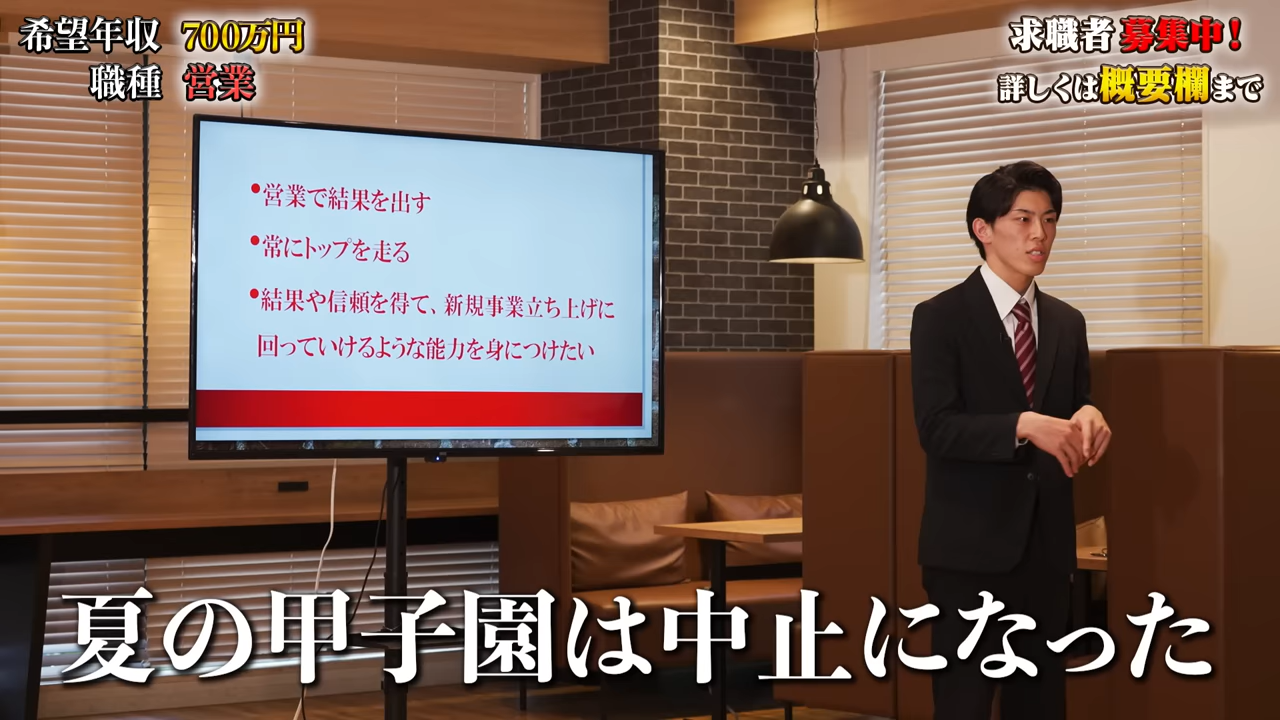 希望年収 700万円
職種 営業
求職者 募集中!
詳しくは概要欄まで
•営業で結果を出す
•常にトップを走る
•結果や信頼を得て、新規事業立ち上げに
回っていけるような能力を身につけたい
夏の甲子園は中止になった